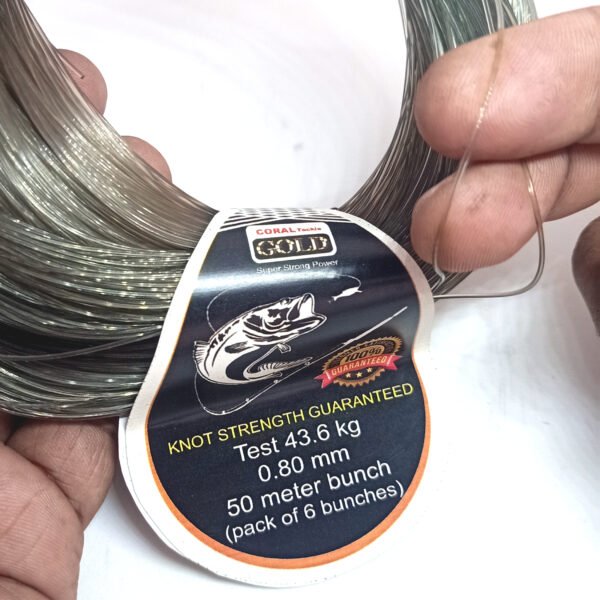 CORAL Tackle
GOLD
Super Strong Power
100%
GUARANTEED
KNOT STRENGTH GUARANTEED
Test 43.6 kg
0.80 mm
50 meter bunch
(pack of 6 bunches)